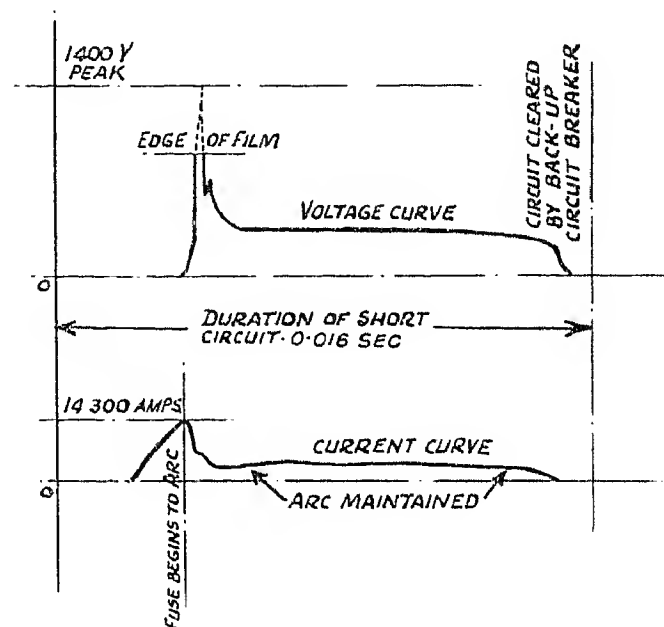 1400 V
PEAK
EDGE OF FILM
VOLTAGE CURVE
CIRCUIT CLEARED
BY BACK-UP
CIRCUIT BREAKER
0
DURATION OF SHORT
CIRCUIT·0·016 SEC
14 300 AMPS.
CURRENT CURVE
0
ARC MAINTAINED
FUSE BEGINS TO ARC